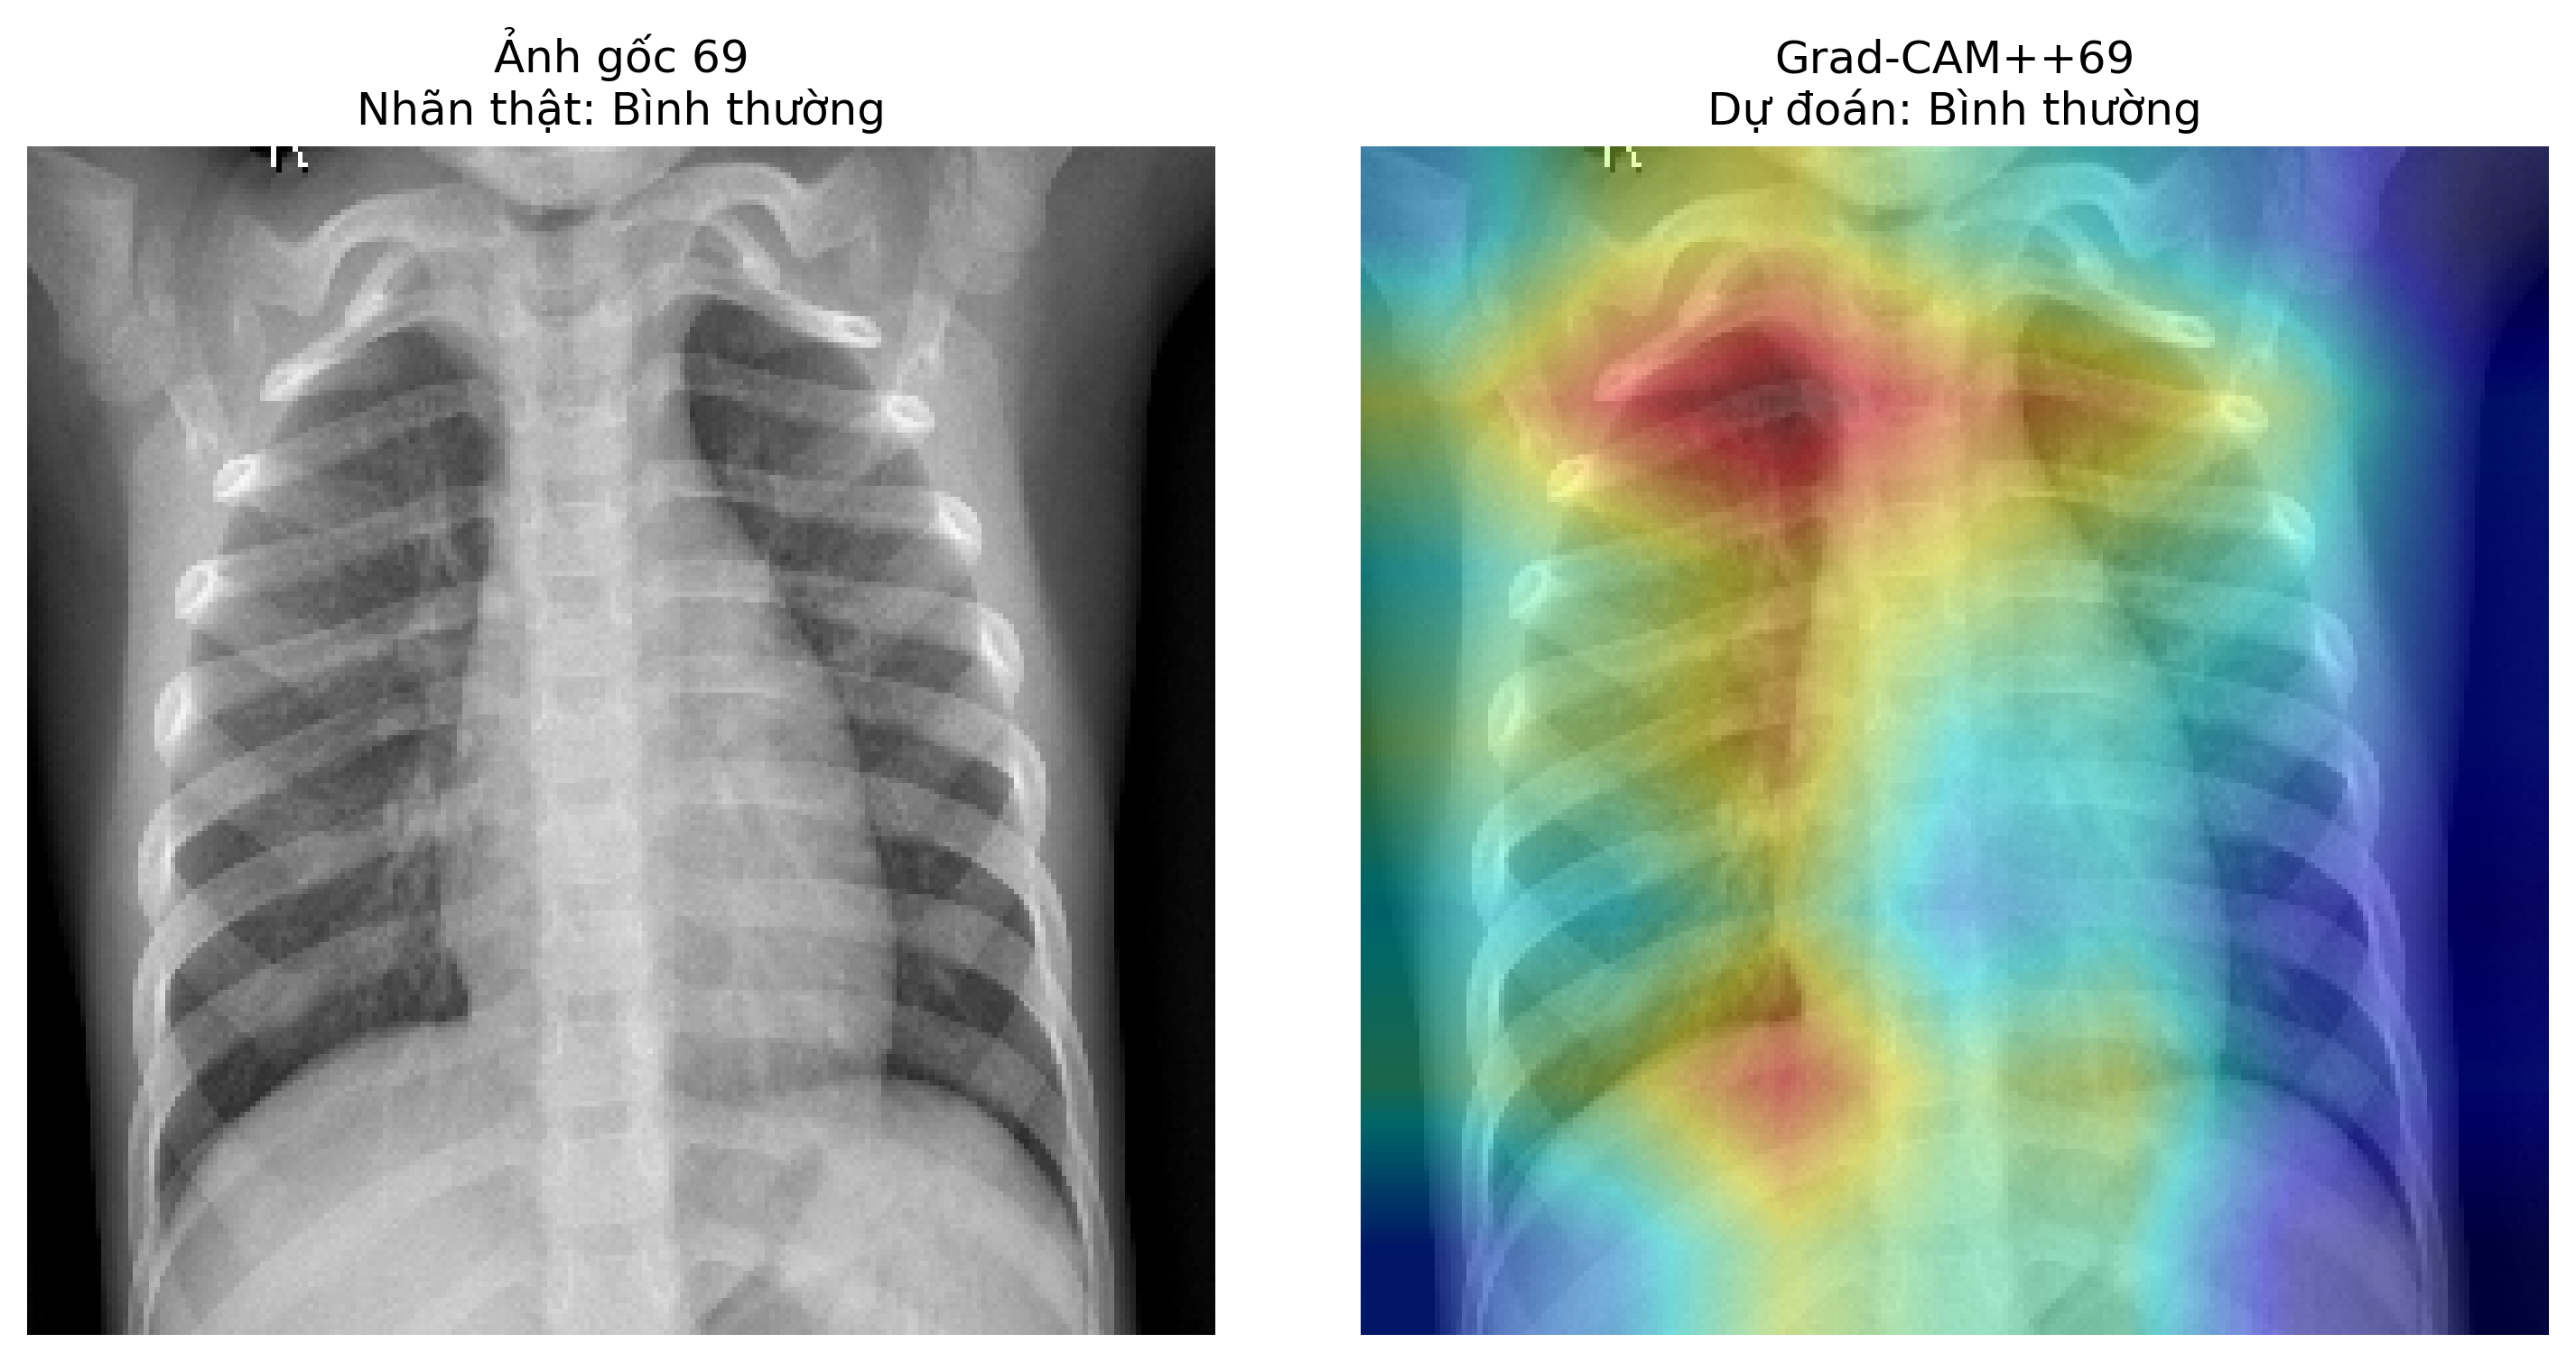 Ảnh gốc 69
Nhãn thật: Bình thường
Grad-CAM++69
Dự đoán: Bình thường